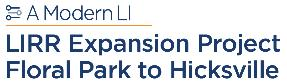 A Modern LI
LIRR Expansion Project
Floral Park to Hicksville